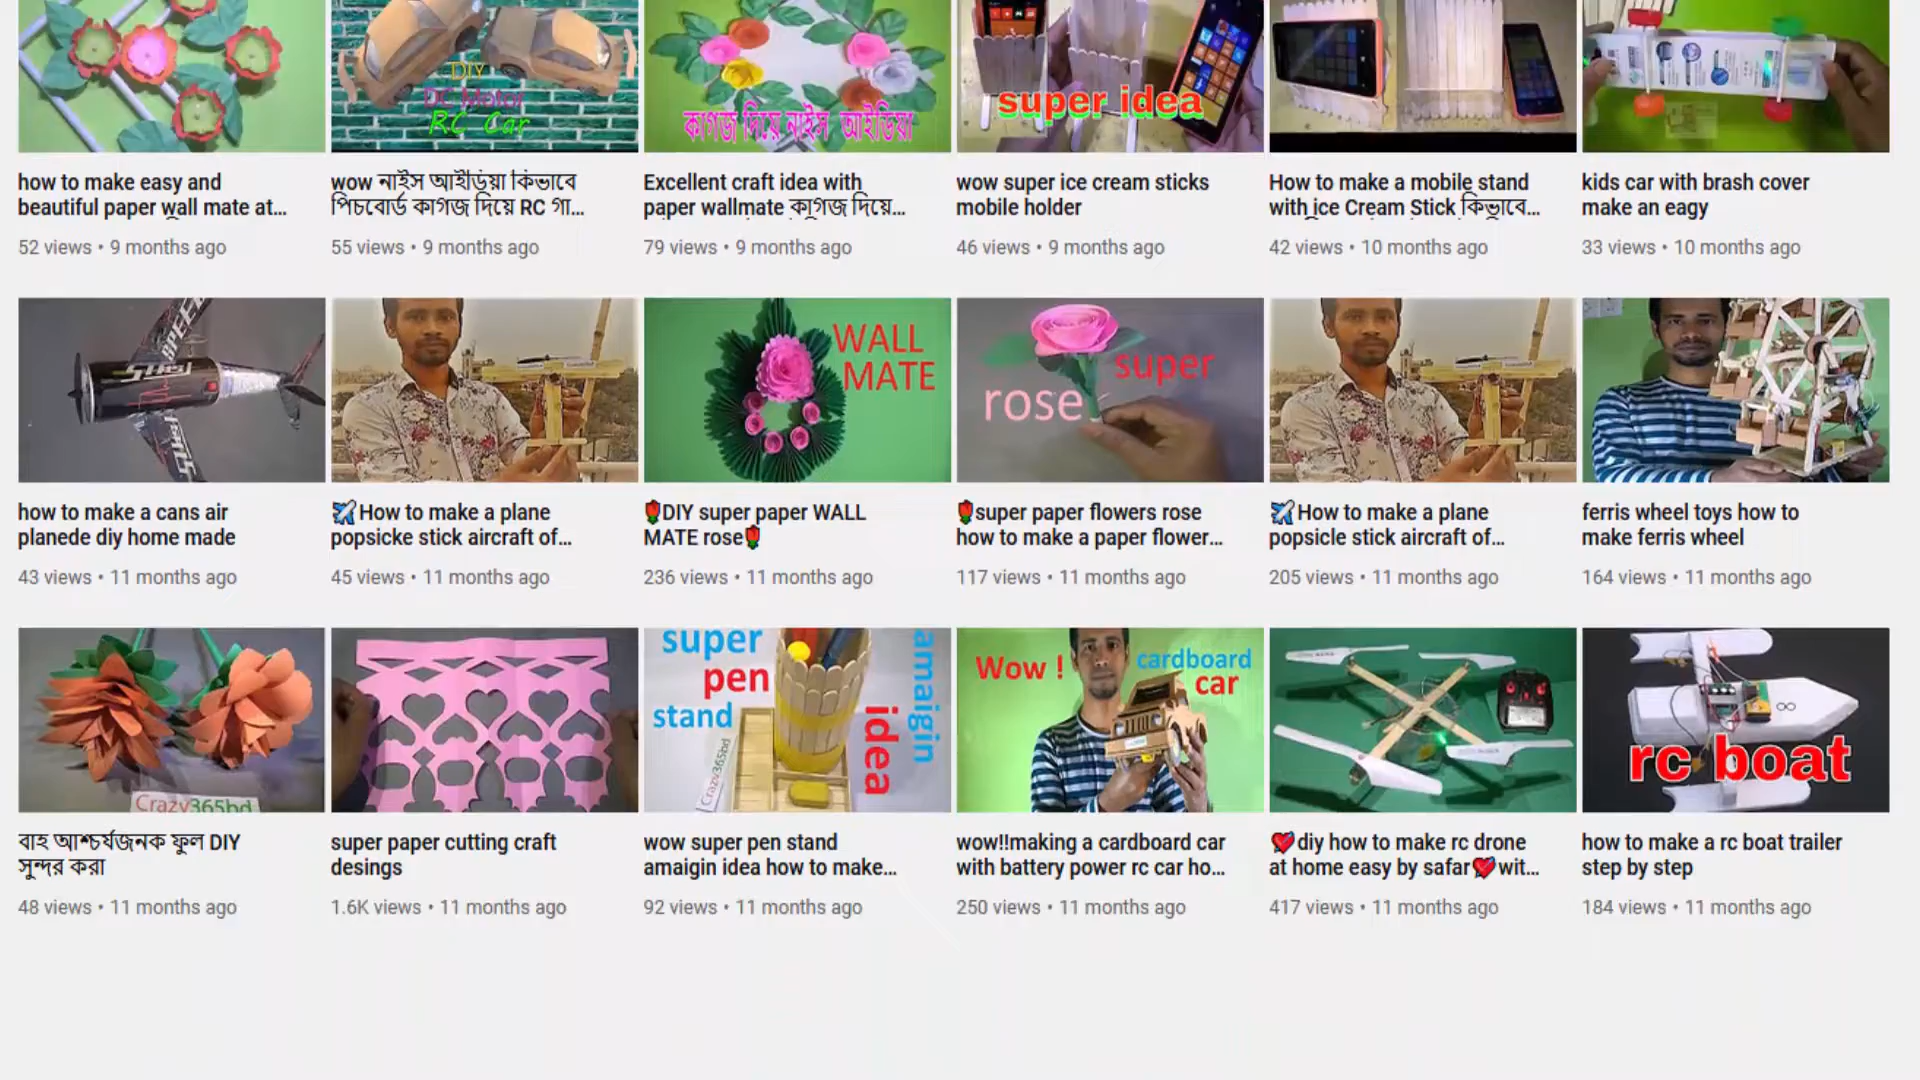 DIY
DC Motor
RC Car
কাগজ দিয়ে নাইস আইডিয়া
super idea
how to make easy and
beautiful paper wall mate at...
52 views • 9 months ago
wow নাইস আইডিয়া কিভাবে
পিচবোর্ড কাগজ দিয়ে RC গা...
55 views • 9 months ago
Excellent craft idea with
paper wallmate কাগজ দিয়ে...
79 views • 9 months ago
wow super ice cream sticks
mobile holder
46 views • 9 months ago
How to make a mobile stand
with ice Cream Stick কিভাবে...
42 views • 10 months ago
kids car with brash cover
make an eagy
33 views • 10 months ago
WALL
MATE
super
rose
how to make a cans air
planede diy home made
43 views • 11 months ago
✈️How to make a plane
popsicke stick aircraft of...
45 views • 11 months ago
🌹DIY super paper WALL
MATE rose🌹
236 views • 11 months ago
🌹super paper flowers rose
how to make a paper flower...
117 views • 11 months ago
✈️How to make a plane
popsicle stick aircraft of...
205 views • 11 months ago
ferris wheel toys how to
make ferris wheel
164 views • 11 months ago
Crazy365bd
super
pen
stand
idea
amaigin
Crazy365bd
Wow !
cardboard
car
rc boat
বাহ আশ্চর্যজনক ফুল DIY
সুন্দর করা
48 views • 11 months ago
super paper cutting craft
desings
1.6K views • 11 months ago
wow super pen stand
amaigin idea how to make...
92 views • 11 months ago
wow!!making a cardboard car
with battery power rc car ho...
250 views • 11 months ago
💘diy how to make rc drone
at home easy by safar💘wit...
417 views • 11 months ago
how to make a rc boat trailer
step by step
184 views • 11 months ago